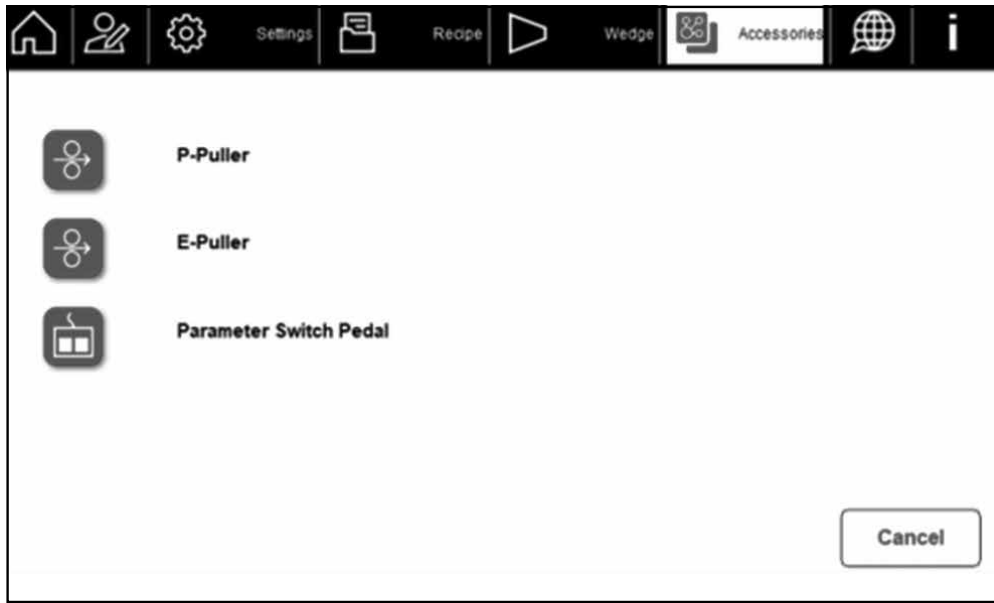 Settings Recipe Wedge Accessories
P-Puller
E-Puller
Parameter Switch Pedal
Cancel